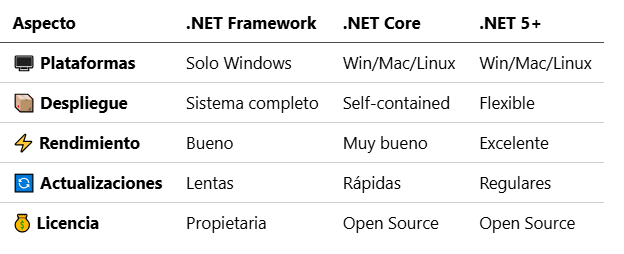 Aspecto .NET Framework .NET Core .NET 5+
Plataformas Solo Windows Win/Mac/Linux Win/Mac/Linux
Despliegue Sistema completo Self-contained Flexible
Rendimiento Bueno Muy bueno Excelente
Actualizaciones Lentas Rápidas Regulares
Licencia Propietaria Open Source Open Source